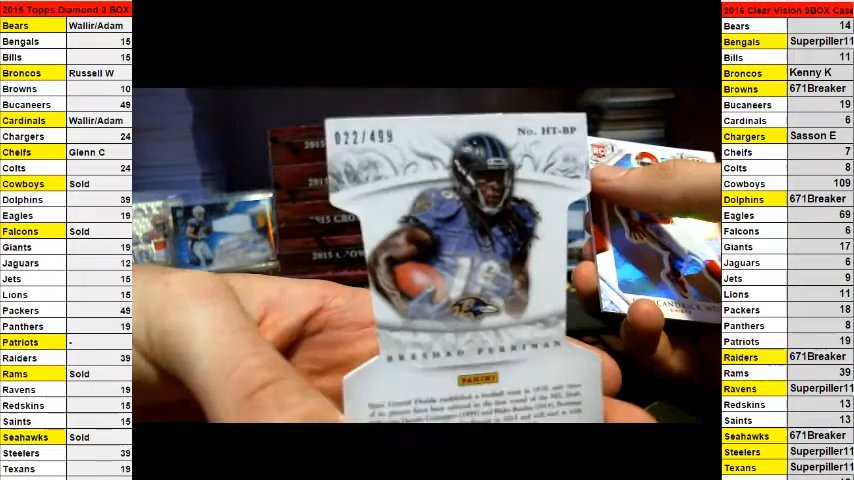 2015 Topps Diamond 3 BOX
Bears Wallir/Adam
Bengals 15
Bills 15
Broncos Russell W
Browns 10
Bucaneers 49
Cardinals Wallir/Adam
Chargers 24
Cheifs Glenn C
Colts 24
Cowboys Sold
Dolphins 39
Eagles 19
Falcons Sold
Giants 19
Jaguars 12
Jets 15
Lions 15
Packers 49
Panthers 19
Patriots -
Raiders 39
Rams Sold
Ravens 19
Redskins 15
Saints 15
Seahawks Sold
Steelers 39
Texans 19
022/499
No. HT-BP
BRESHAD PERRIMAN
PANINI
2015
2015
2015 CRO
2015
RC
CHIEFS
2016 Clear Vision 9BOX Case
Bears 14
Bengals Superpiller11
Bills 11
Broncos Kenny K
Browns 671Breaker
Bucaneers 19
Cardinals 6
Chargers Sasson E
Cheifs 7
Colts 8
Cowboys 109
Dolphins 671Breaker
Eagles 69
Falcons 6
Giants 17
Jaguars 6
Jets 9
Lions 11
Packers 18
Panthers 8
Patriots 19
Raiders 671Breaker
Rams 39
Ravens Superpiller11
Redskins 13
Saints 13
Seahawks 671Breaker
Steelers Superpiller11
Texans Superpiller11